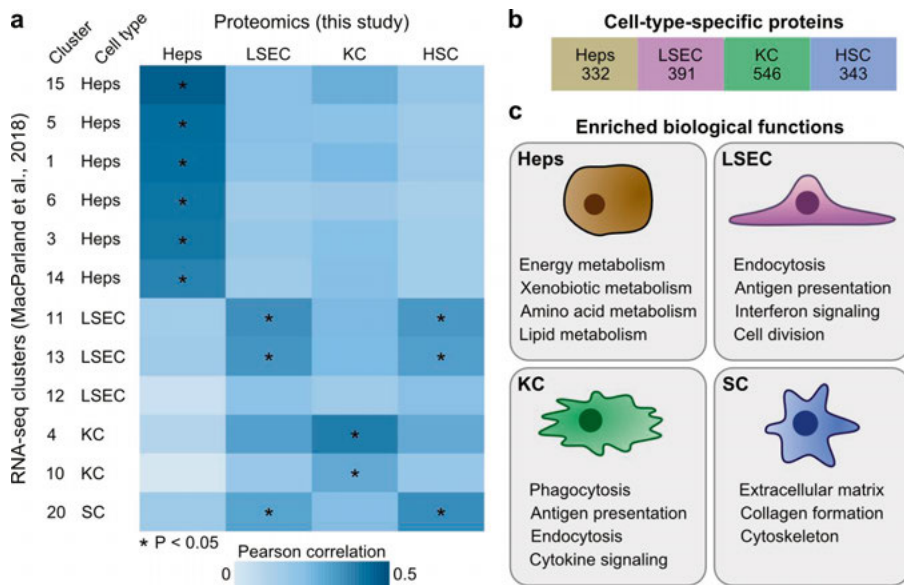 a
Proteomics (this study)
Cluster
Cell type
Heps LSEC KC HSC
RNA-seq clusters (MacParland et al., 2018)
15 Heps *
5 Heps *
1 Heps *
6 Heps *
3 Heps *
14 Heps *
11 LSEC * *
13 LSEC * *
12 LSEC
4 KC *
10 KC *
20 SC * *
* P < 0.05
Pearson correlation
0 0.5
b
Cell-type-specific proteins
Heps LSEC KC HSC
332 391 546 343
c
Enriched biological functions
Heps
Energy metabolism
Xenobiotic metabolism
Amino acid metabolism
Lipid metabolism
LSEC
Endocytosis
Antigen presentation
Interferon signaling
Cell division
KC
Phagocytosis
Antigen presentation
Endocytosis
Cytokine signaling
SC
Extracellular matrix
Collagen formation
Cytoskeleton